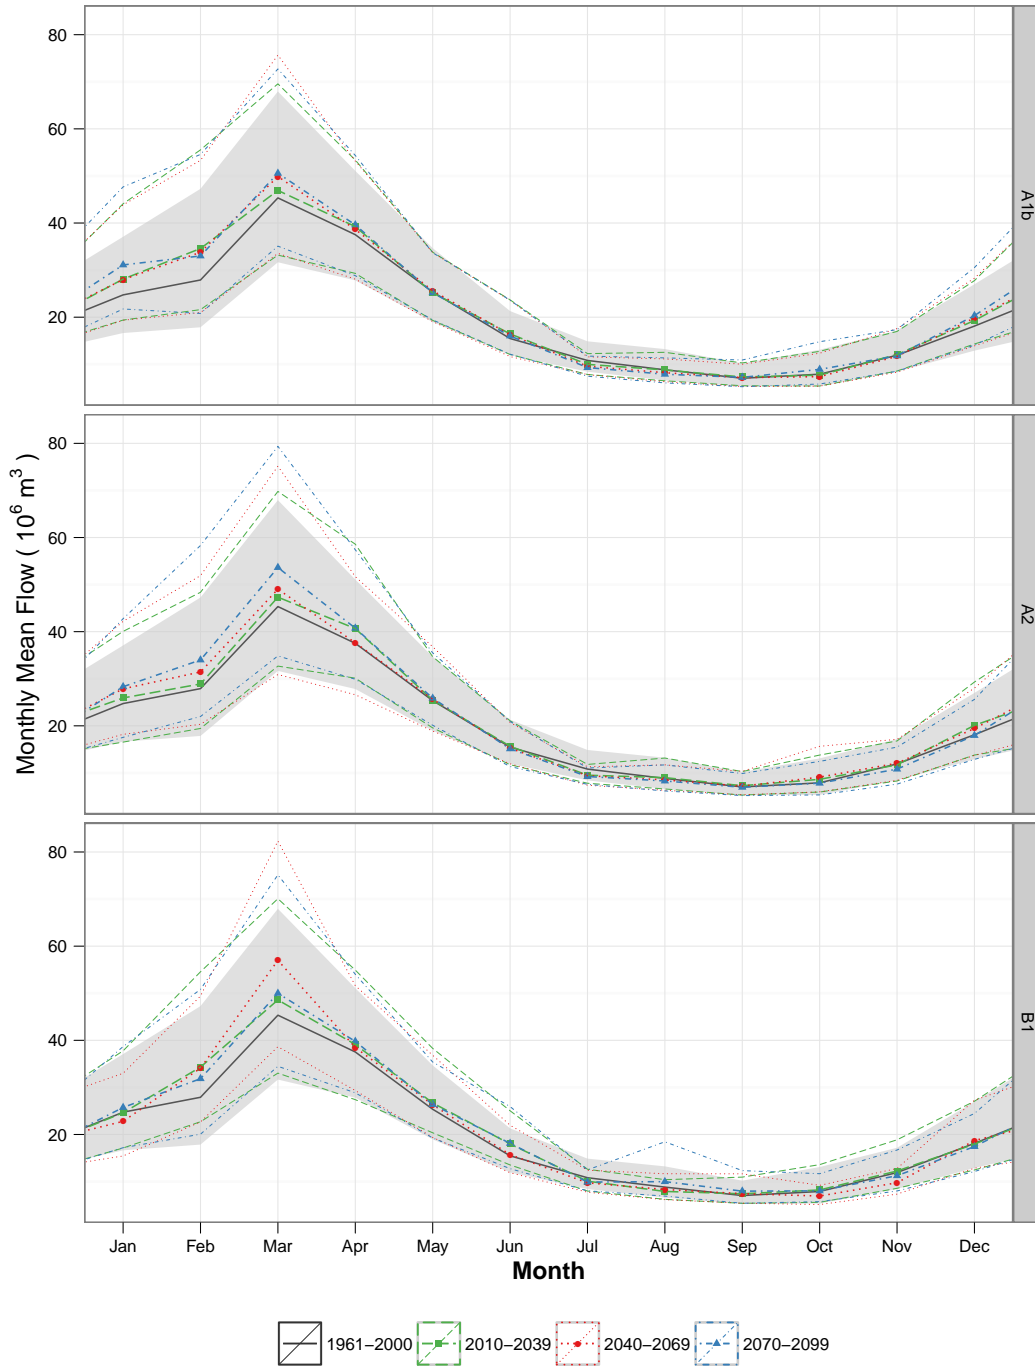 80
60
40
20
A1b
80
60
40
20
A2
80
60
40
20
B1
Monthly Mean Flow ( 10⁶ m³ )
Jan Feb Mar Apr May Jun Jul Aug Sep Oct Nov Dec
Month
1961−2000 2010−2039 2040−2069 2070−2099